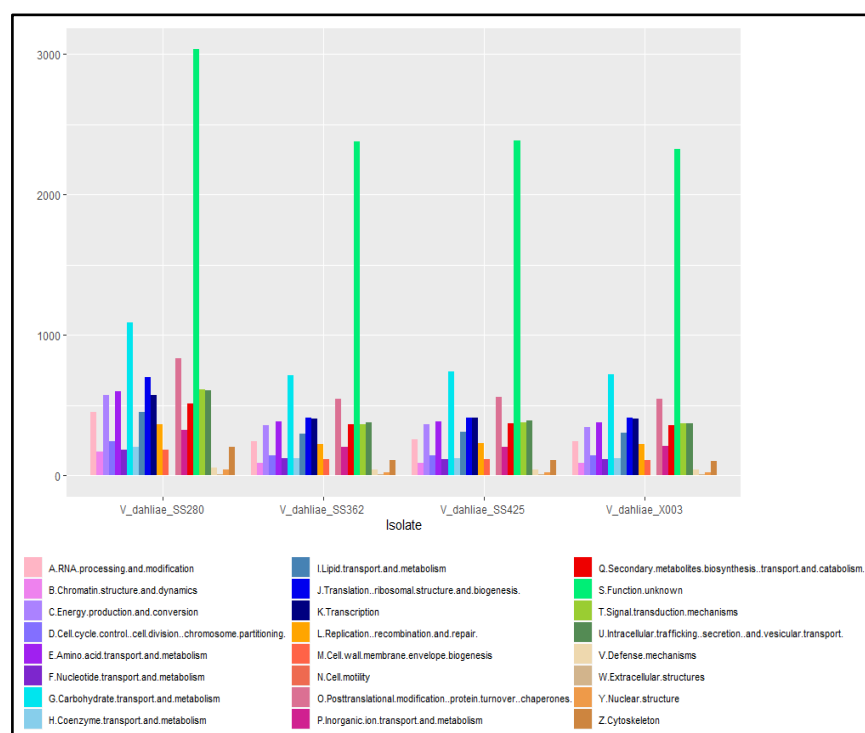 3000
2000
1000
0
V_dahliae_SS280 V_dahliae_SS362 V_dahliae_SS425 V_dahliae_X003
Isolate
A.RNA.processing.and.modification
B.Chromatin.structure.and.dynamics
C.Energy.production.and.conversion
D.Cell.cycle.control..cell.division..chromosome.partitioning.
E.Amino.acid.transport.and.metabolism
F.Nucleotide.transport.and.metabolism
G.Carbohydrate.transport.and.metabolism
H.Coenzyme.transport.and.metabolism
I.Lipid.transport.and.metabolism
J.Translation..ribosomal.structure.and.biogenesis.
K.Transcription
L.Replication..recombination.and.repair.
M.Cell.wall.membrane.envelope.biogenesis
N.Cell.motility
O.Posttranslational.modification..protein.turnover..chaperones.
P.Inorganic.ion.transport.and.metabolism
Q.Secondary.metabolites.biosynthesis..transport.and.catabolism.
S.Function.unknown
T.Signal.transduction.mechanisms
U.Intracellular.trafficking..secretion..and.vesicular.transport.
V.Defense.mechanisms
W.Extracellular.structures
Y.Nuclear.structure
Z.Cytoskeleton